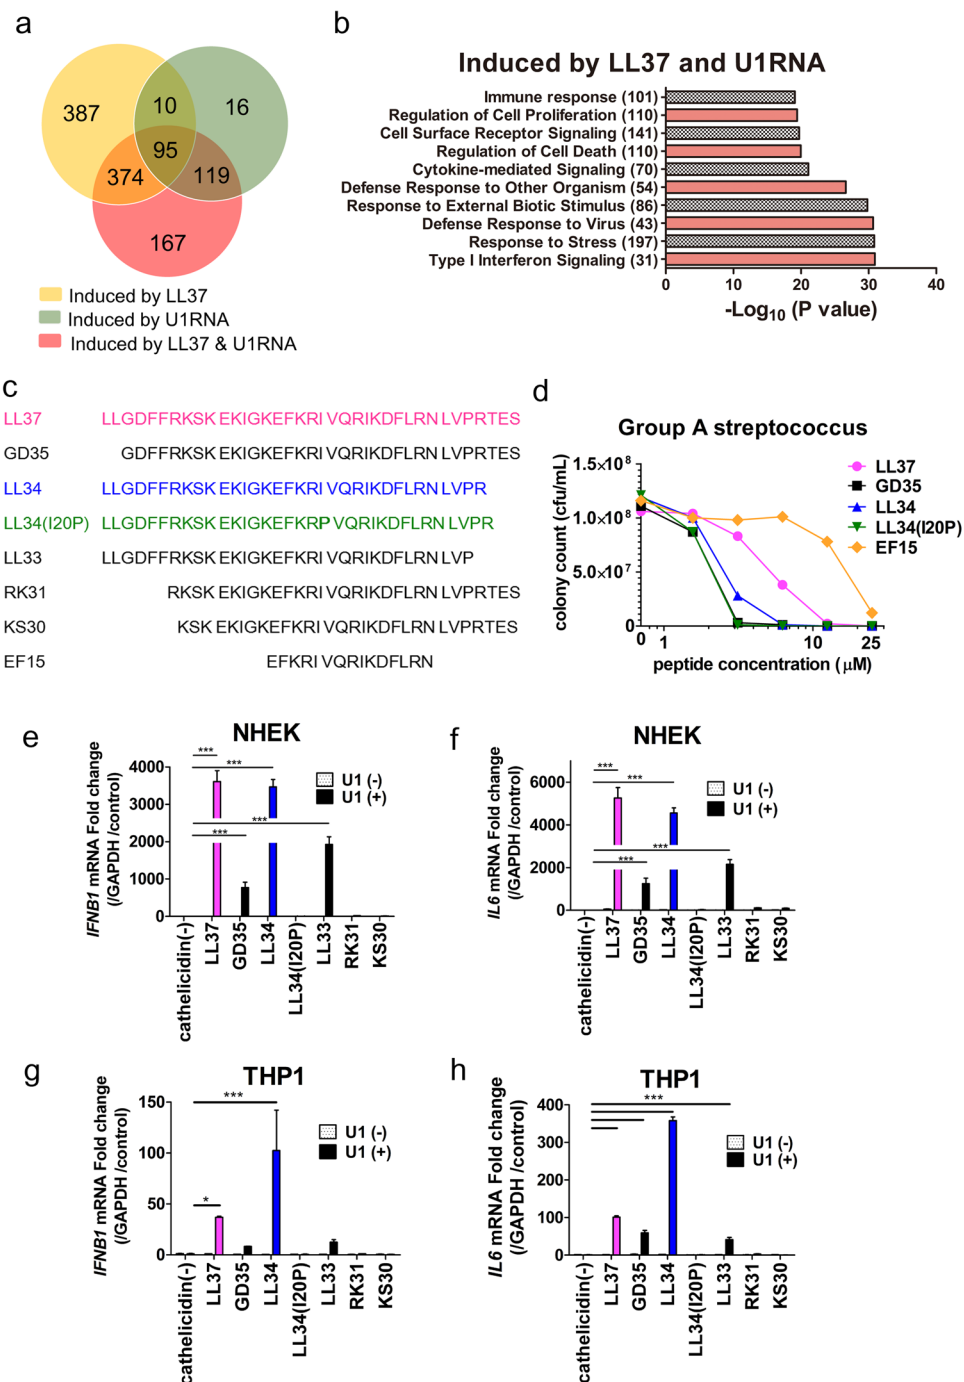 a
387
10
16
95
374
119
167
Induced by LL37
Induced by U1RNA
Induced by LL37 & U1RNA
b
Induced by LL37 and U1RNA
Immune response (101)
Regulation of Cell Proliferation (110)
Cell Surface Receptor Signaling (141)
Regulation of Cell Death (110)
Cytokine-mediated Signaling (70)
Defense Response to Other Organism (54)
Response to External Biotic Stimulus (86)
Defense Response to Virus (43)
Response to Stress (197)
Type I Interferon Signaling (31)
0 10 20 30 40
-Log10 (P value)
c
LL37 LLGDFFRKSK EKIGKEFKRI VQRIKDFLRN LVPRTES
GD35 GDFFRKSK EKIGKEFKRI VQRIKDFLRN LVPRTES
LL34 LLGDFFRKSK EKIGKEFKRI VQRIKDFLRN LVPR
LL34(I20P) LLGDFFRKSK EKIGKEFKRP VQRIKDFLRN LVPR
LL33 LLGDFFRKSK EKIGKEFKRI VQRIKDFLRN LVP
RK31 RKSK EKIGKEFKRI VQRIKDFLRN LVPRTES
KS30 KSK EKIGKEFKRI VQRIKDFLRN LVPRTES
EF15 EFKRI VQRIKDFLRN
d
Group A streptococcus
colony count (cfu/mL)
1.5×10⁸
1.0×10⁸
5.0×10⁷
0
0 1 10 25
peptide concentration (μM)
LL37
GD35
LL34
LL34(I20P)
EF15
e
NHEK
IFNB1 mRNA Fold change
(/GAPDH /control)
4000
3000
2000
1000
0
***
***
***
***
U1 (-)
U1 (+)
cathelicidin(-)
LL37
GD35
LL34
LL34(I20P)
LL33
RK31
KS30
f
NHEK
IL6 mRNA Fold change
(/GAPDH /control)
6000
4000
2000
0
***
***
***
***
U1 (-)
U1 (+)
cathelicidin(-)
LL37
GD35
LL34
LL34(I20P)
LL33
RK31
KS30
g
THP1
IFNB1 mRNA Fold change
(/GAPDH /control)
150
100
50
0
***
*
U1 (-)
U1 (+)
cathelicidin(-)
LL37
GD35
LL34
LL34(I20P)
LL33
RK31
KS30
h
THP1
IL6 mRNA Fold change
(/GAPDH /control)
400
300
200
100
0
***
U1 (-)
U1 (+)
cathelicidin(-)
LL37
GD35
LL34
LL34(I20P)
LL33
RK31
KS30